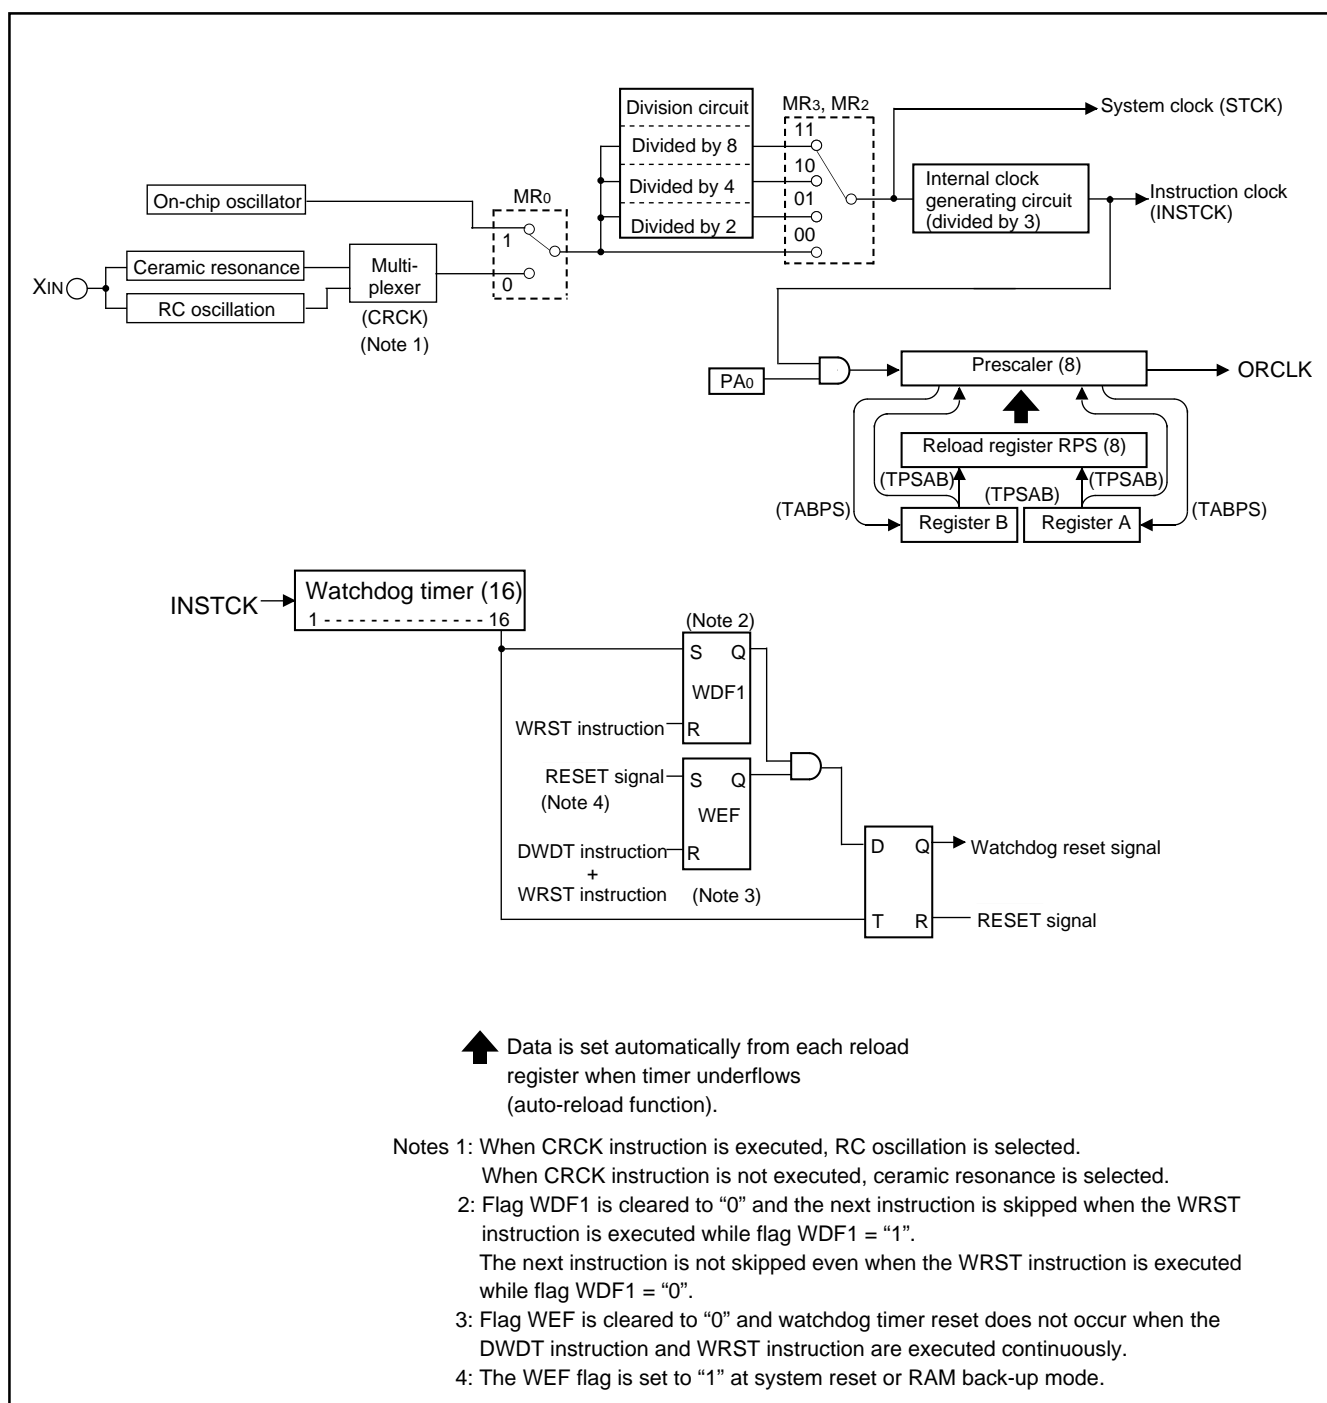 Division circuit
Divided by 8
Divided by 4
Divided by 2
MR3, MR2
11
10
01
00
System clock (STCK)
Internal clock
generating circuit
(divided by 3)
Instruction clock
(INSTCK)
On-chip oscillator
MR0
1
0
XIN
Ceramic resonance
RC oscillation
Multi-
plexer
(CRCK)
(Note 1)
PA0
Prescaler (8)
ORCLK
Reload register RPS (8)
(TPSAB)
(TPSAB)
(TPSAB)
(TABPS)
Register B
Register A
(TABPS)
INSTCK
Watchdog timer (16)
1 - - - - - - - - - - - - - - 16
(Note 2)
S Q
WDF1
WRST instruction
R
RESET signal
(Note 4)
S Q
WEF
DWDT instruction
+
WRST instruction
R
(Note 3)
D Q
Watchdog reset signal
T R
RESET signal
Data is set automatically from each reload
register when timer underflows
(auto-reload function).
Notes 1: When CRCK instruction is executed, RC oscillation is selected.
When CRCK instruction is not executed, ceramic resonance is selected.
2: Flag WDF1 is cleared to “0” and the next instruction is skipped when the WRST
instruction is executed while flag WDF1 = “1”.
The next instruction is not skipped even when the WRST instruction is executed
while flag WDF1 = “0”.
3: Flag WEF is cleared to “0” and watchdog timer reset does not occur when the
DWDT instruction and WRST instruction are executed continuously.
4: The WEF flag is set to “1” at system reset or RAM back-up mode.